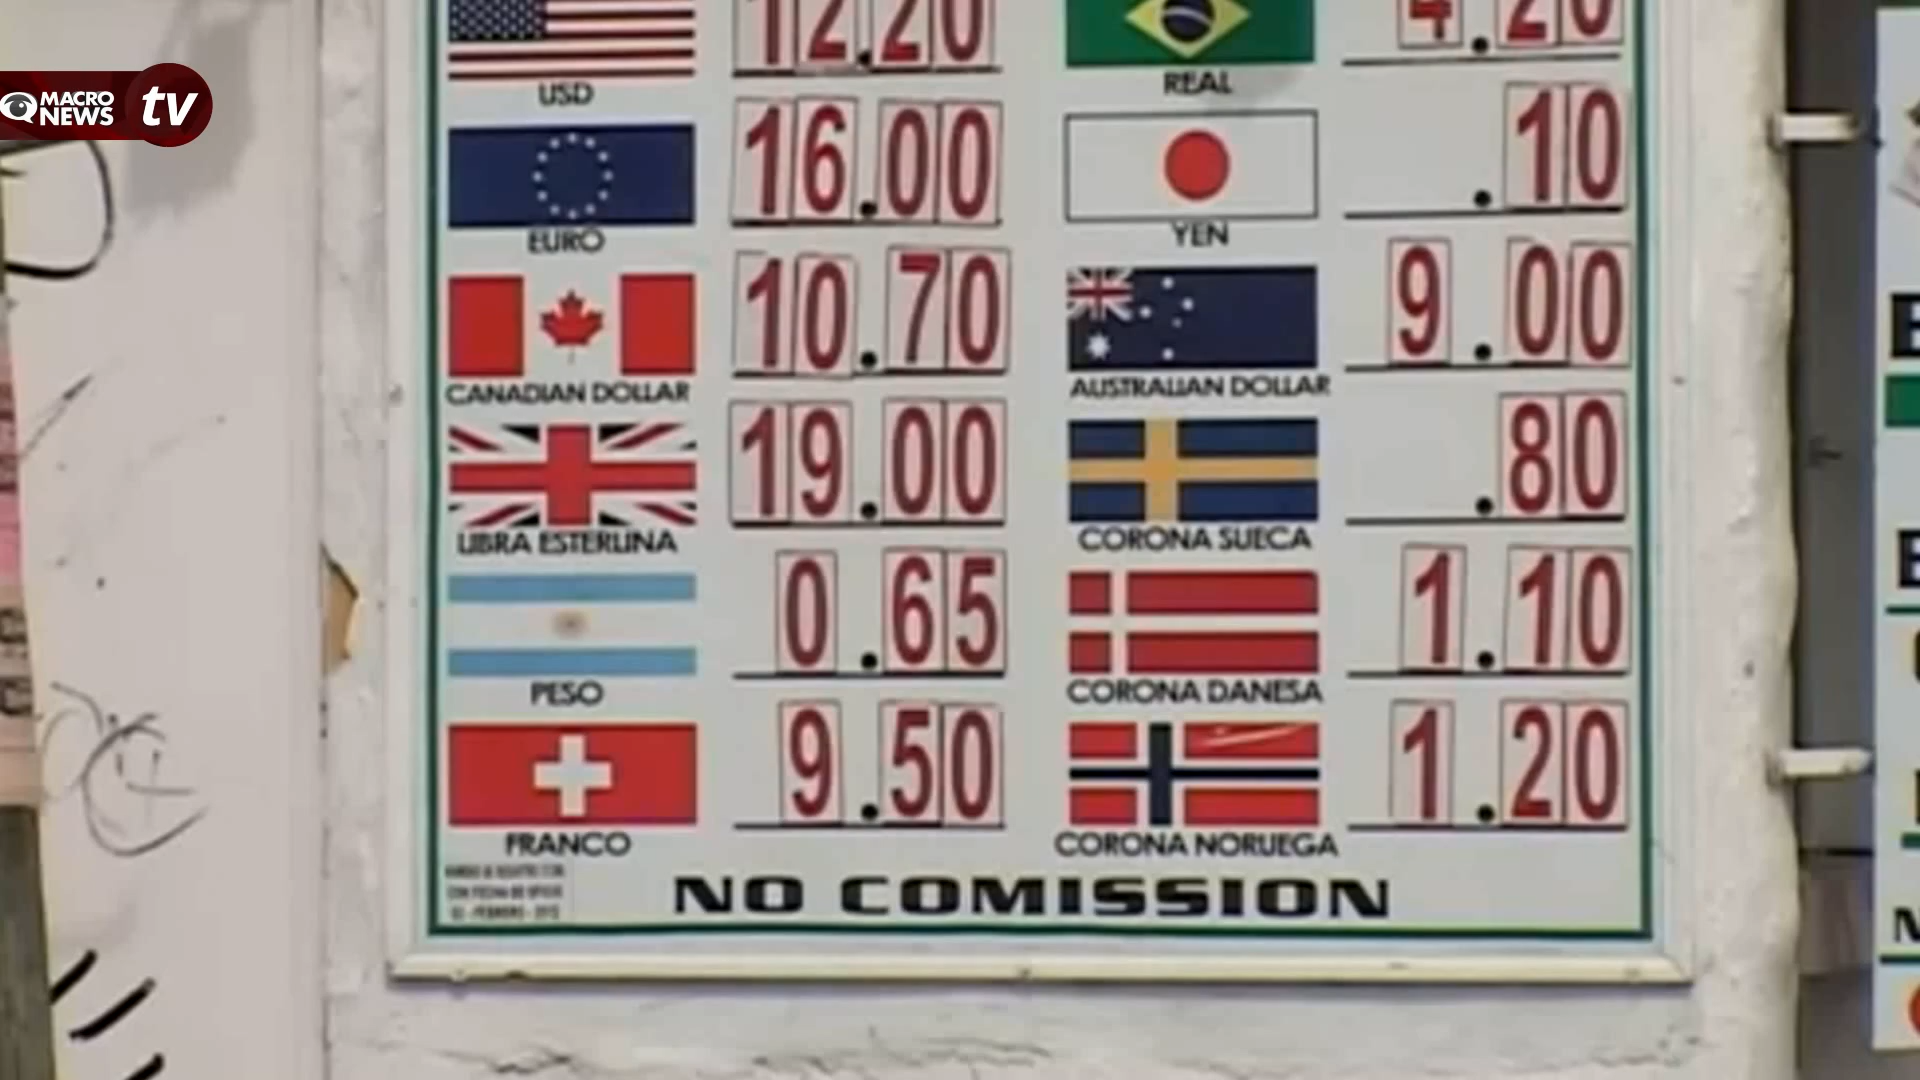 MACRO
NEWS
tv
12.20
USD
4.20
REAL
16.00
EURO
.10
YEN
10.70
CANADIAN DOLLAR
9.00
AUSTRALIAN DOLLAR
19.00
LIBRA ESTERLINA
.80
CORONA SUECA
0.65
PESO
1.10
CORONA DANESA
9.50
FRANCO
1.20
CORONA NORUEGA
NO COMISSION